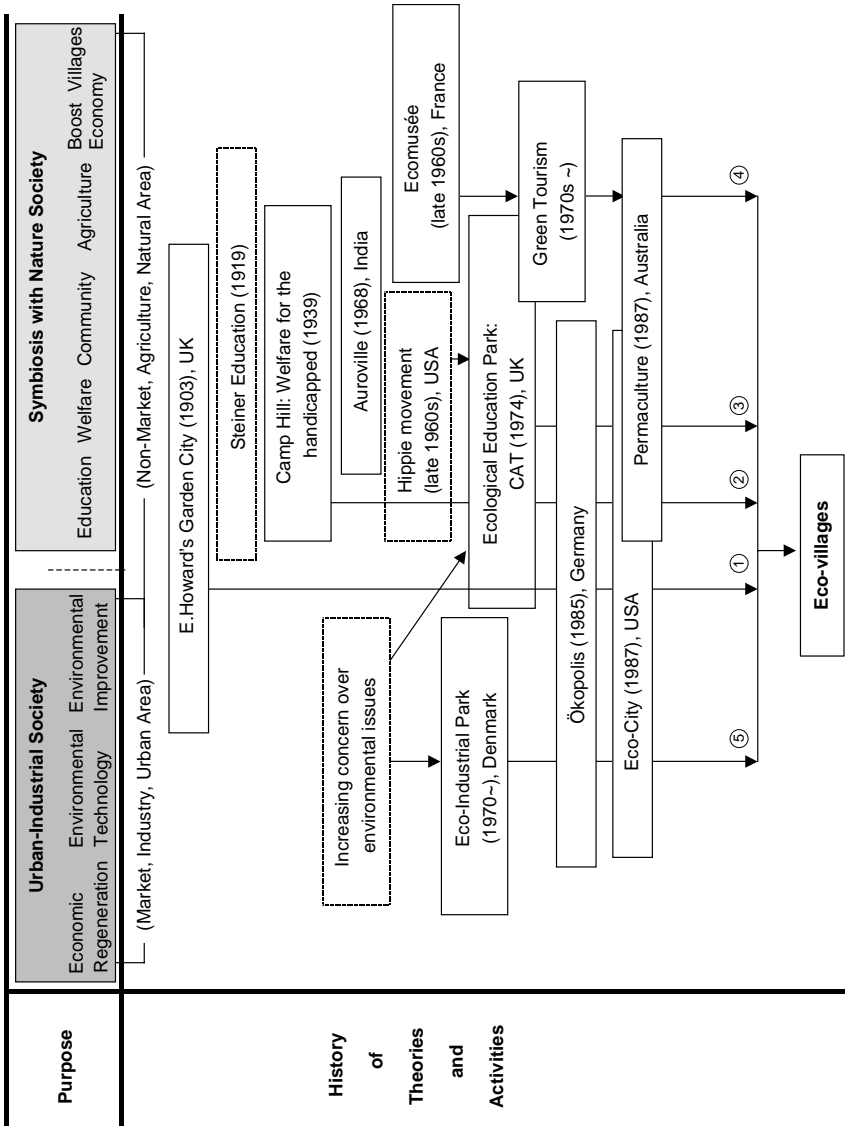 Purpose
Urban-Industrial Society
Economic Environmental Environmental
Regeneration Technology Improvement
(Market, Industry, Urban Area)
Symbiosis with Nature Society
Education Welfare Community Agriculture Boost Villages
Economy
(Non-Market, Agriculture, Natural Area)
History
of
Theories
and
Activities
E.Howard's Garden City (1903), UK
Steiner Education (1919)
Camp Hill: Welfare for the
handicapped (1939)
Auroville (1968), India
Increasing concern over
environmental issues
Hippie movement
(late 1960s), USA
Ecomusée
(late 1960s), France
Eco-Industrial Park
(1970~), Denmark
Ecological Education Park:
CAT (1974), UK
Green Tourism
(1970s ~)
Ökopolis (1985), Germany
Eco-City (1987), USA
Permaculture (1987), Australia
⑤
①
②
③
④
Eco-villages